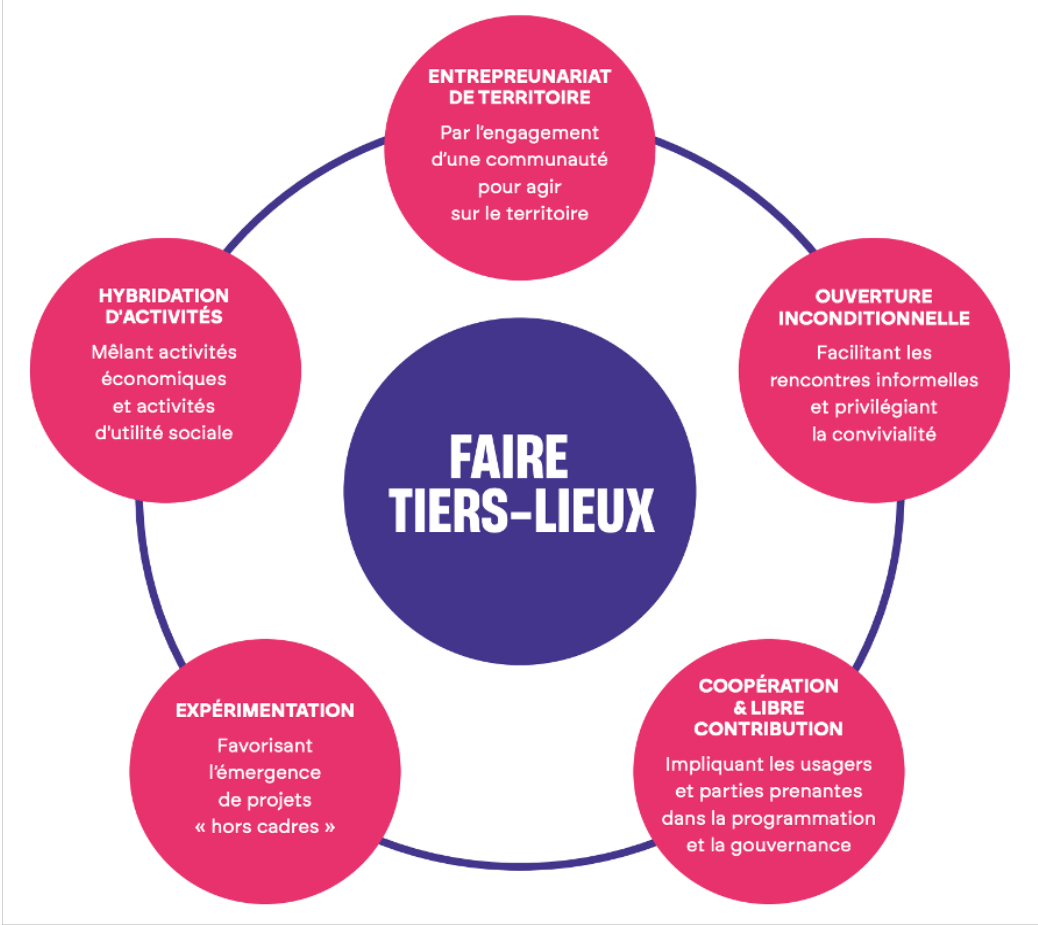 ENTREPREUNARIAT
DE TERRITOIRE
Par l'engagement
d'une communauté
pour agir
sur le territoire
OUVERTURE
INCONDITIONNELLE
Facilitant les
rencontres informelles
et privilégiant
la convivialité
COOPÉRATION
& LIBRE
CONTRIBUTION
Impliquant les usagers
et parties prenantes
dans la programmation
et la gouvernance
EXPÉRIMENTATION
Favorisant
l'émergence
de projets
« hors cadres »
HYBRIDATION
D'ACTIVITÉS
Mêlant activités
économiques
et activités
d'utilité sociale
FAIRE
TIERS-LIEUX